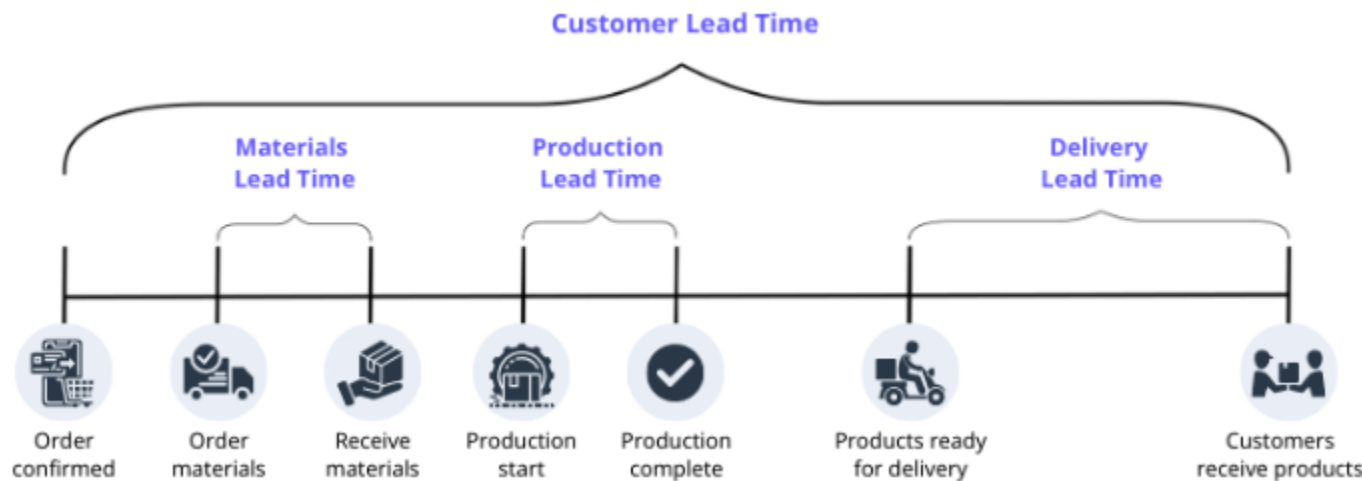 Customer Lead Time
Materials
Lead Time
Production
Lead Time
Delivery
Lead Time
Order
confirmed
Order
materials
Receive
materials
Production
start
Production
complete
Products ready
for delivery
Customers
receive products